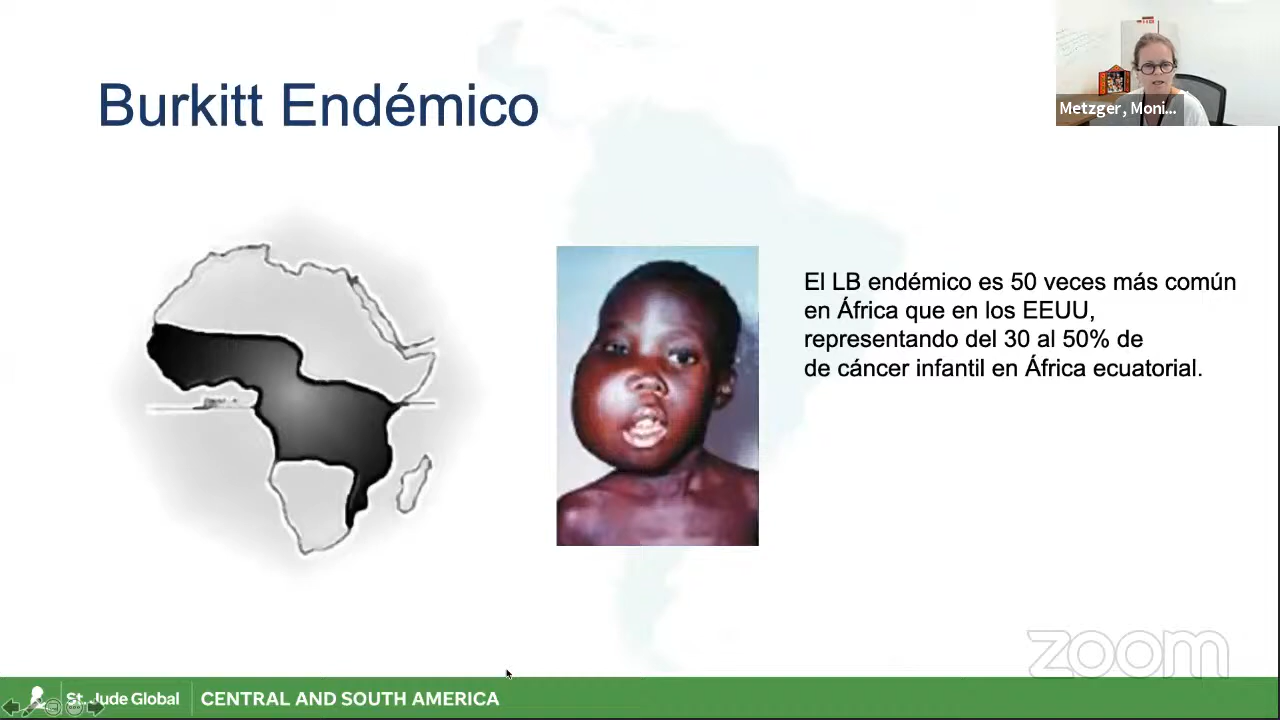 Burkitt Endémico
Metzger, Moni...
El LB endémico es 50 veces más común
en África que en los EEUU,
representando del 30 al 50% de
de cáncer infantil en África ecuatorial.
zoom
St. Jude Global
CENTRAL AND SOUTH AMERICA